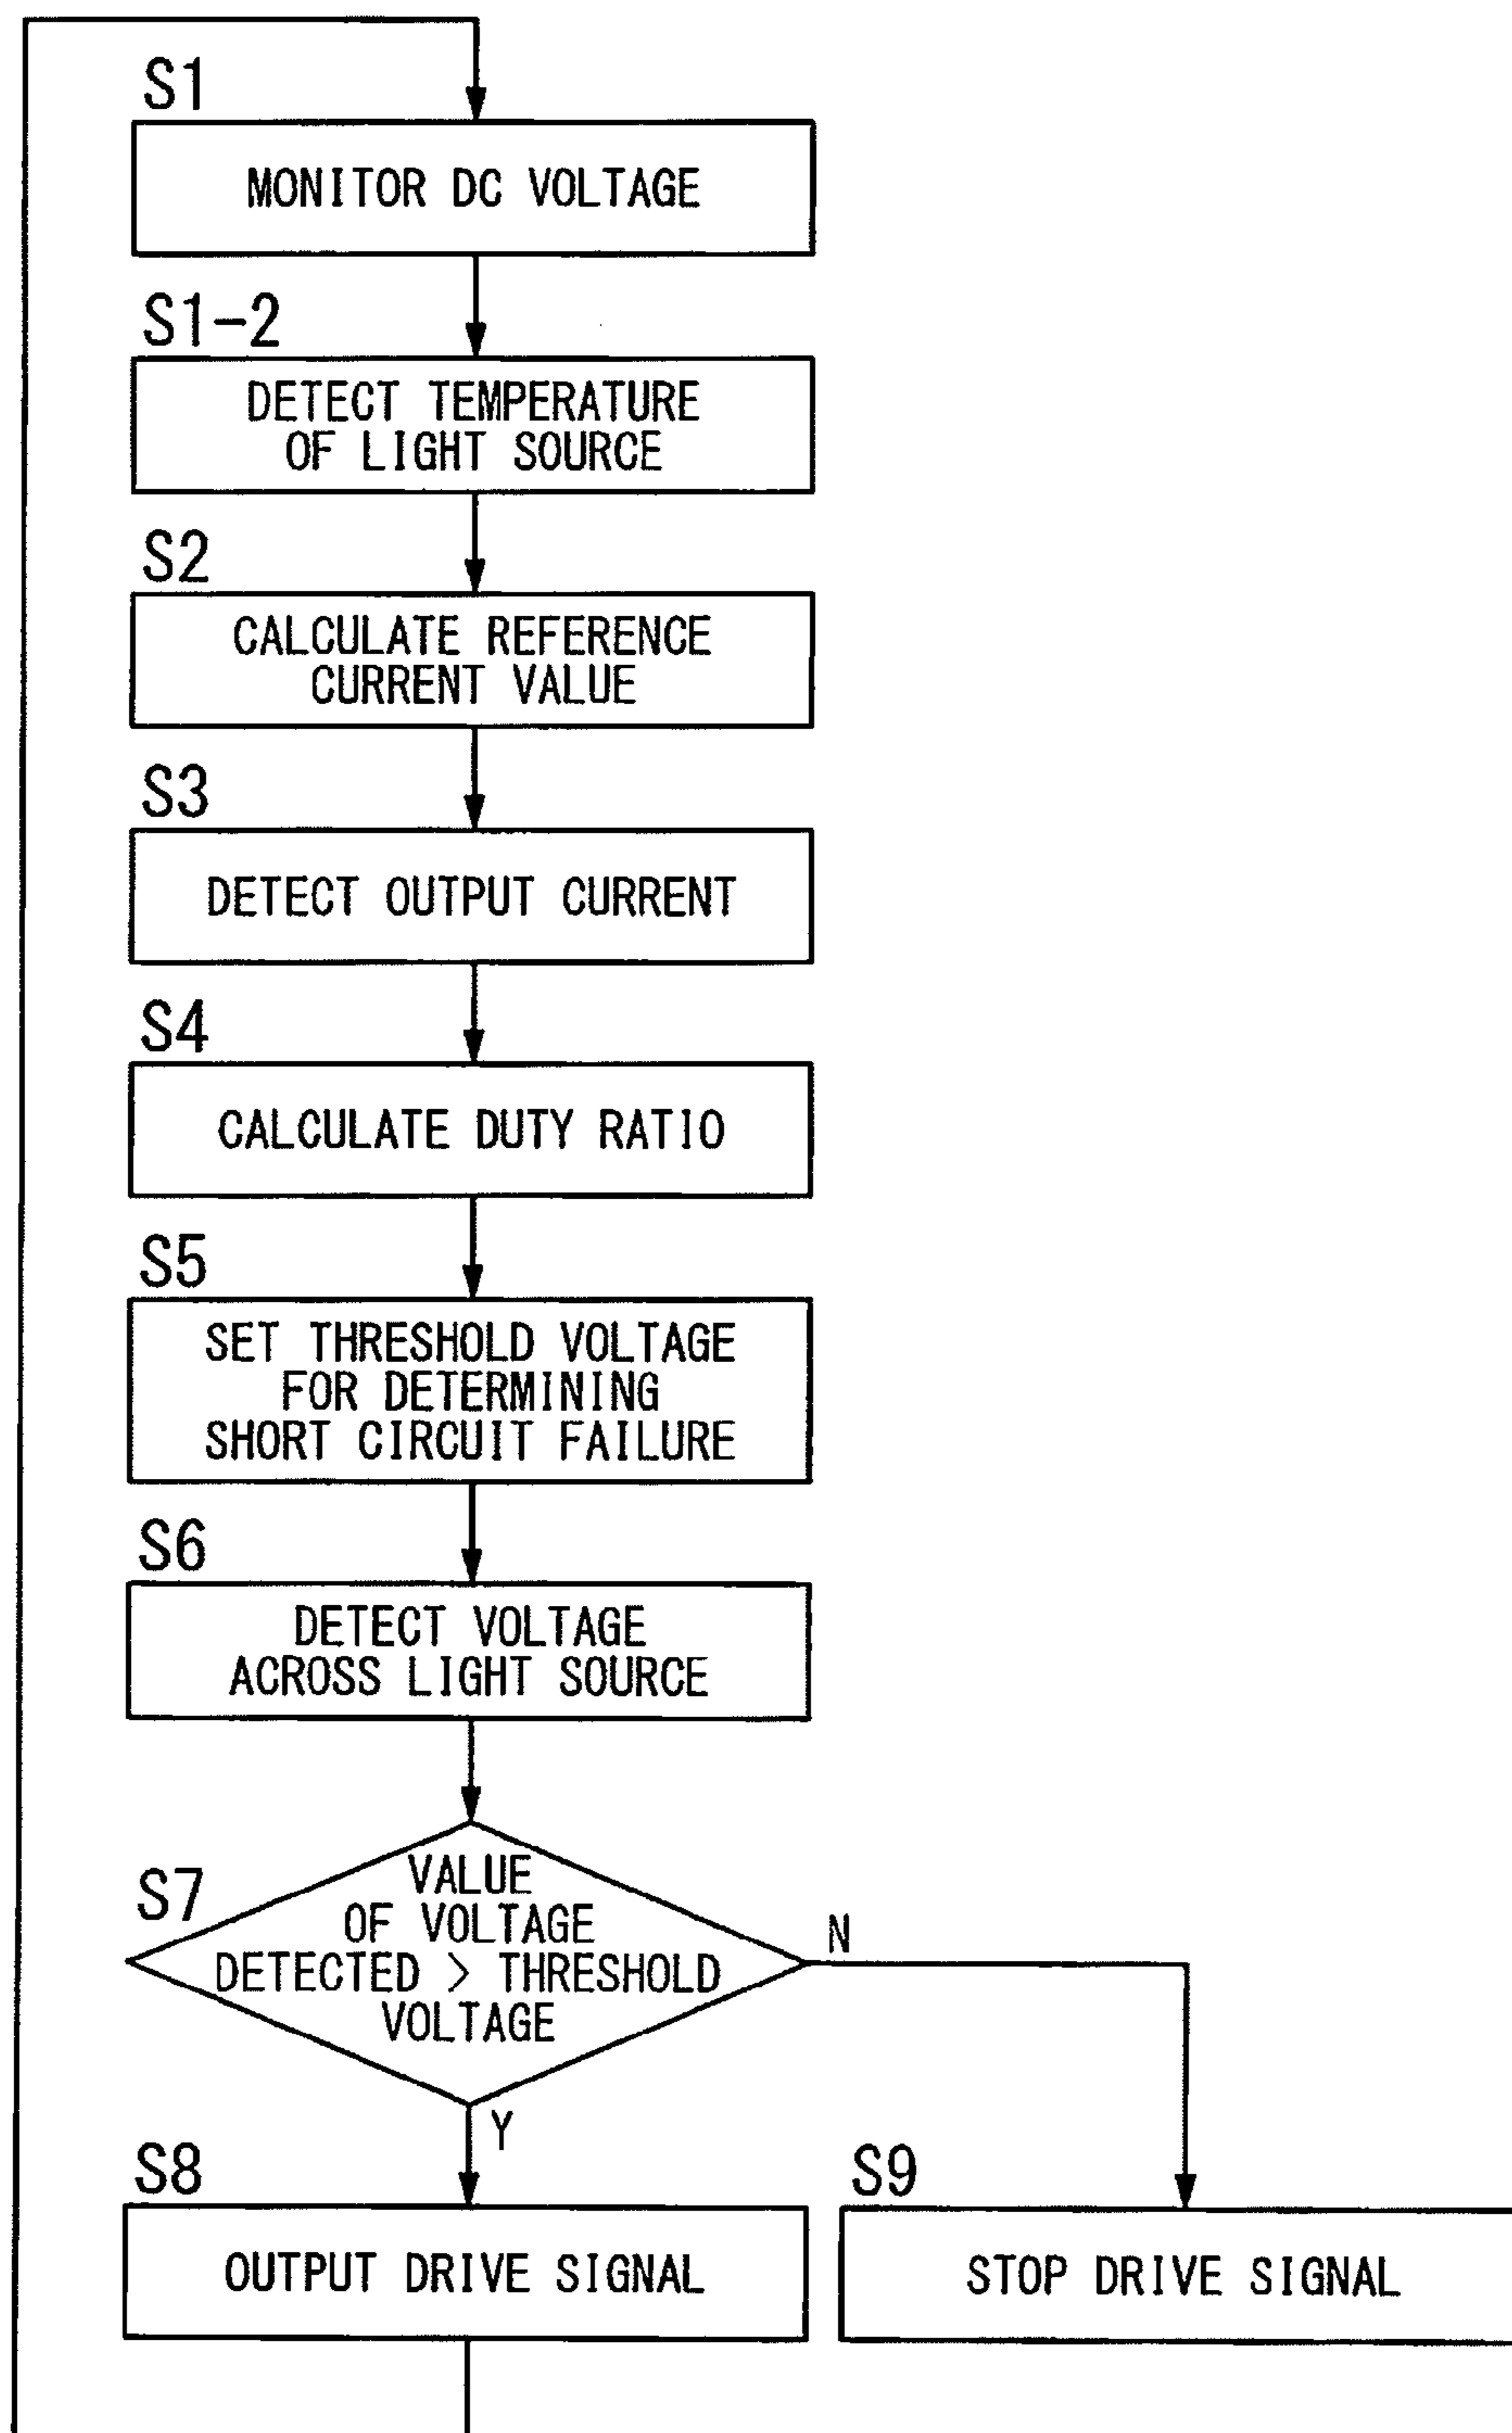 S1
MONITOR DC VOLTAGE
S1-2
DETECT TEMPERATURE
OF LIGHT SOURCE
S2
CALCULATE REFERENCE
CURRENT VALUE
S3
DETECT OUTPUT CURRENT
S4
CALCULATE DUTY RATIO
S5
SET THRESHOLD VOLTAGE
FOR DETERMINING
SHORT CIRCUIT FAILURE
S6
DETECT VOLTAGE
ACROSS LIGHT SOURCE
S7
VALUE
OF VOLTAGE
DETECTED > THRESHOLD
VOLTAGE
N
Y
S8
OUTPUT DRIVE SIGNAL
S9
STOP DRIVE SIGNAL